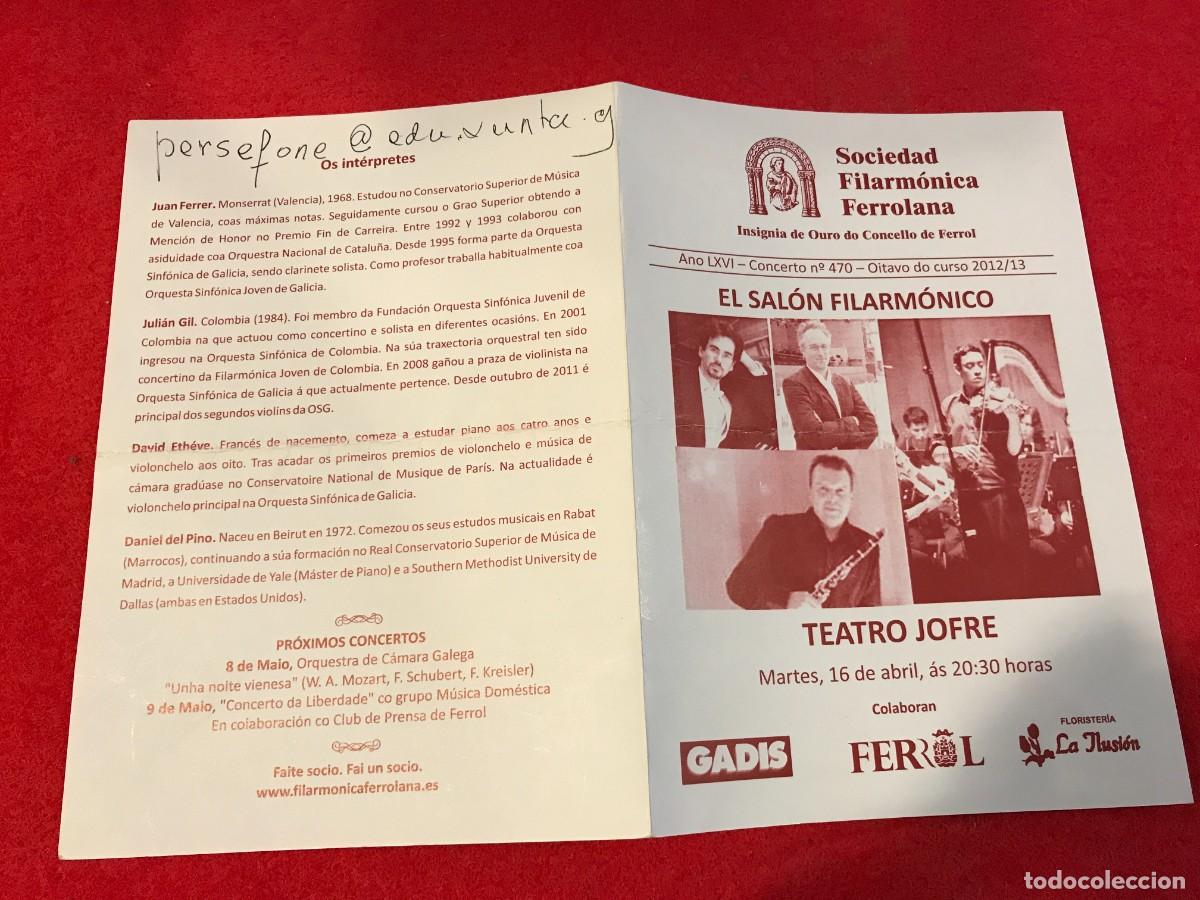 persefone@edu.xunta.g
Os intérpretes
Juan Ferrer. Monserrat (Valencia), 1968. Estudou no Conservatorio Superior de Música
de Valencia, coas máximas notas. Seguidamente cursou o Grao Superior obtendo a
Mención de Honor no Premio Fin de Carreira. Entre 1992 y 1993 colaborou con
asiduidade coa Orquestra Nacional de Cataluña. Desde 1995 forma parte da Orquesta
Sinfónica de Galicia, sendo clarinete solista. Como profesor traballa habitualmente coa
Orquesta Sinfónica Joven de Galicia.
Julián Gil. Colombia (1984). Foi membro da Fundación Orquesta Sinfónica Juvenil de
Colombia na que actuou como concertino e solista en diferentes ocasións. En 2001
ingresou na Orquesta Sinfónica de Colombia. Na súa traxectoria orquestral ten sido
concertino da Filarmónica Joven de Colombia. En 2008 gañou a praza de violinista na
Orquesta Sinfónica de Galicia á que actualmente pertence. Desde outubro de 2011 é
principal dos segundos violíns da OSG.
David Ethéve. Francés de nacemento, comeza a estudar piano aos catro anos e
violonchelo aos oito. Tras acadar os primeiros premios de violonchelo e música de
cámara gradúase no Conservatoire National de Musique de París. Na actualidade é
violonchelo principal na Orquesta Sinfónica de Galicia.
Daniel del Pino. Naceu en Beirut en 1972. Comezou os seus estudos musicais en Rabat
(Marrocos), continuando a súa formación no Real Conservatorio Superior de Música de
Madrid, a Universidade de Yale (Máster de Piano) e a Southern Methodist University de
Dallas (ambas en Estados Unidos).
PRÓXIMOS CONCERTOS
8 de Maio, Orquestra de Cámara Galega
"Unha noite vienesa" (W. A. Mozart, F. Schubert, F. Kreisler)
9 de Maio, "Concerto da Liberdade" co grupo Música Doméstica
En colaboración co Club de Prensa de Ferrol
Faite socio. Fai un socio.
www.filarmonicaferrolana.es
Sociedad
Filarmónica
Ferrolana
Insignia de Ouro do Concello de Ferrol
Ano LXVI – Concerto nº 470 – Oitavo do curso 2012/13
EL SALÓN FILARMÓNICO
TEATRO JOFRE
Martes, 16 de abril, ás 20:30 horas
Colaboran
GADIS
FERROL
FLORISTERÍA
La Ilusión
todocoleccion